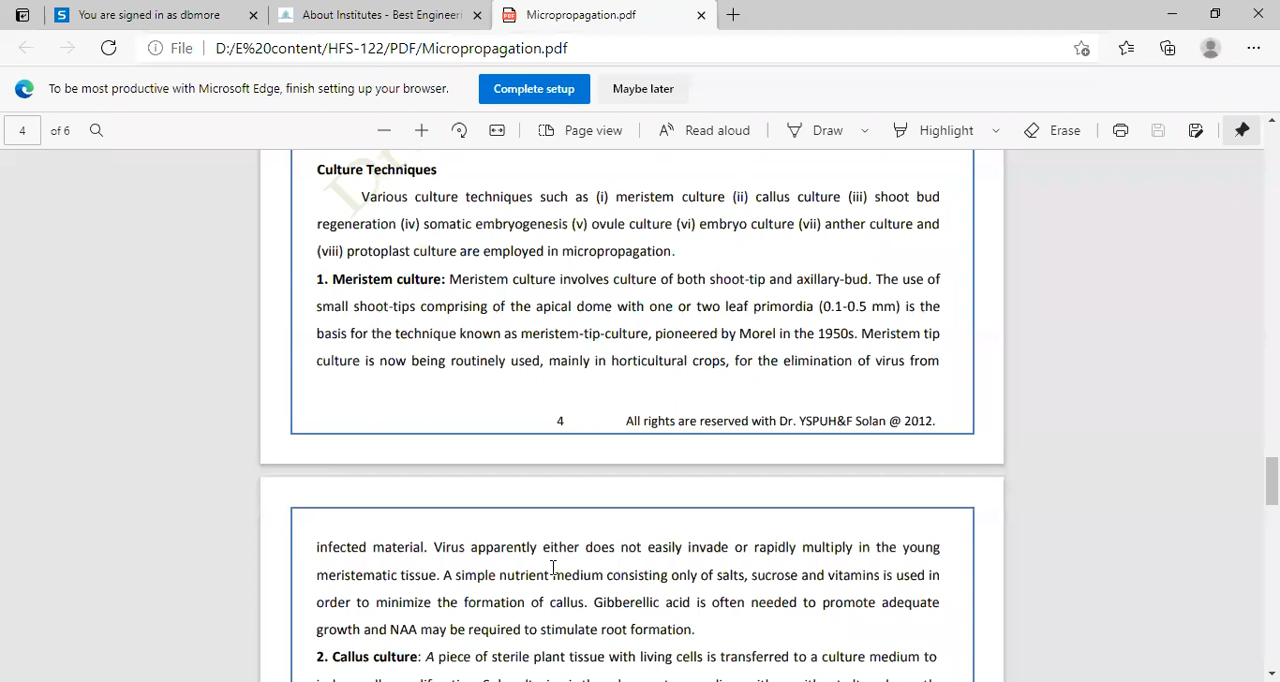 You are signed in as dbmore
About Institutes - Best Engineeri
Micropropagation.pdf
File
D:/E%20content/HFS-122/PDF/Micropropagation.pdf
To be most productive with Microsoft Edge, finish setting up your browser.
Complete setup
Maybe later
4 of 6
Page view
Read aloud
Draw
Highlight
Erase
Culture Techniques
Various culture techniques such as (i) meristem culture (ii) callus culture (iii) shoot bud
regeneration (iv) somatic embryogenesis (v) ovule culture (vi) embryo culture (vii) anther culture and
(viii) protoplast culture are employed in micropropagation.
1. Meristem culture: Meristem culture involves culture of both shoot-tip and axillary-bud. The use of
small shoot-tips comprising of the apical dome with one or two leaf primordia (0.1-0.5 mm) is the
basis for the technique known as meristem-tip-culture, pioneered by Morel in the 1950s. Meristem tip
culture is now being routinely used, mainly in horticultural crops, for the elimination of virus from
4 All rights are reserved with Dr. YSPUH&F Solan @ 2012.
infected material. Virus apparently either does not easily invade or rapidly multiply in the young
meristematic tissue. A simple nutrient medium consisting only of salts, sucrose and vitamins is used in
order to minimize the formation of callus. Gibberellic acid is often needed to promote adequate
growth and NAA may be required to stimulate root formation.
2. Callus culture: A piece of sterile plant tissue with living cells is transferred to a culture medium to